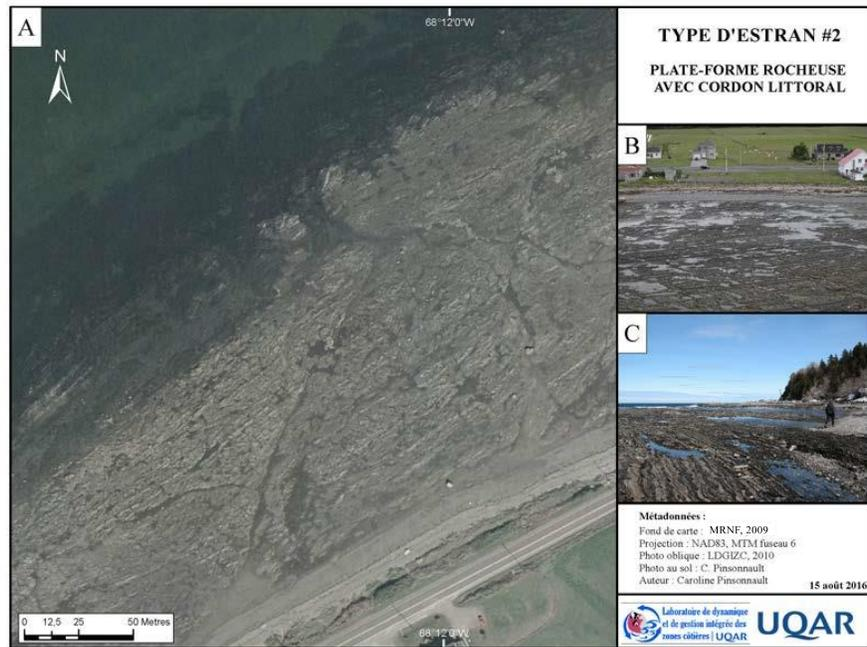 A
N
68°12'0"W
68°12'0"W
0 12,5 25 50 Metres
TYPE D'ESTRAN #2
PLATE-FORME ROCHEUSE
AVEC CORDON LITTORAL
B
C
Métadonnées :
Fond de carte : MRNF, 2009
Projection : NAD83, MTM fuseau 6
Photo oblique : LDGIZC, 2010
Photo au sol : C. Pinsonnault
Auteur : Caroline Pinsonnault
15 août 2016
Laboratoire de dynamique
et de gestion intégrée des
zones côtières | UQAR
UQAR